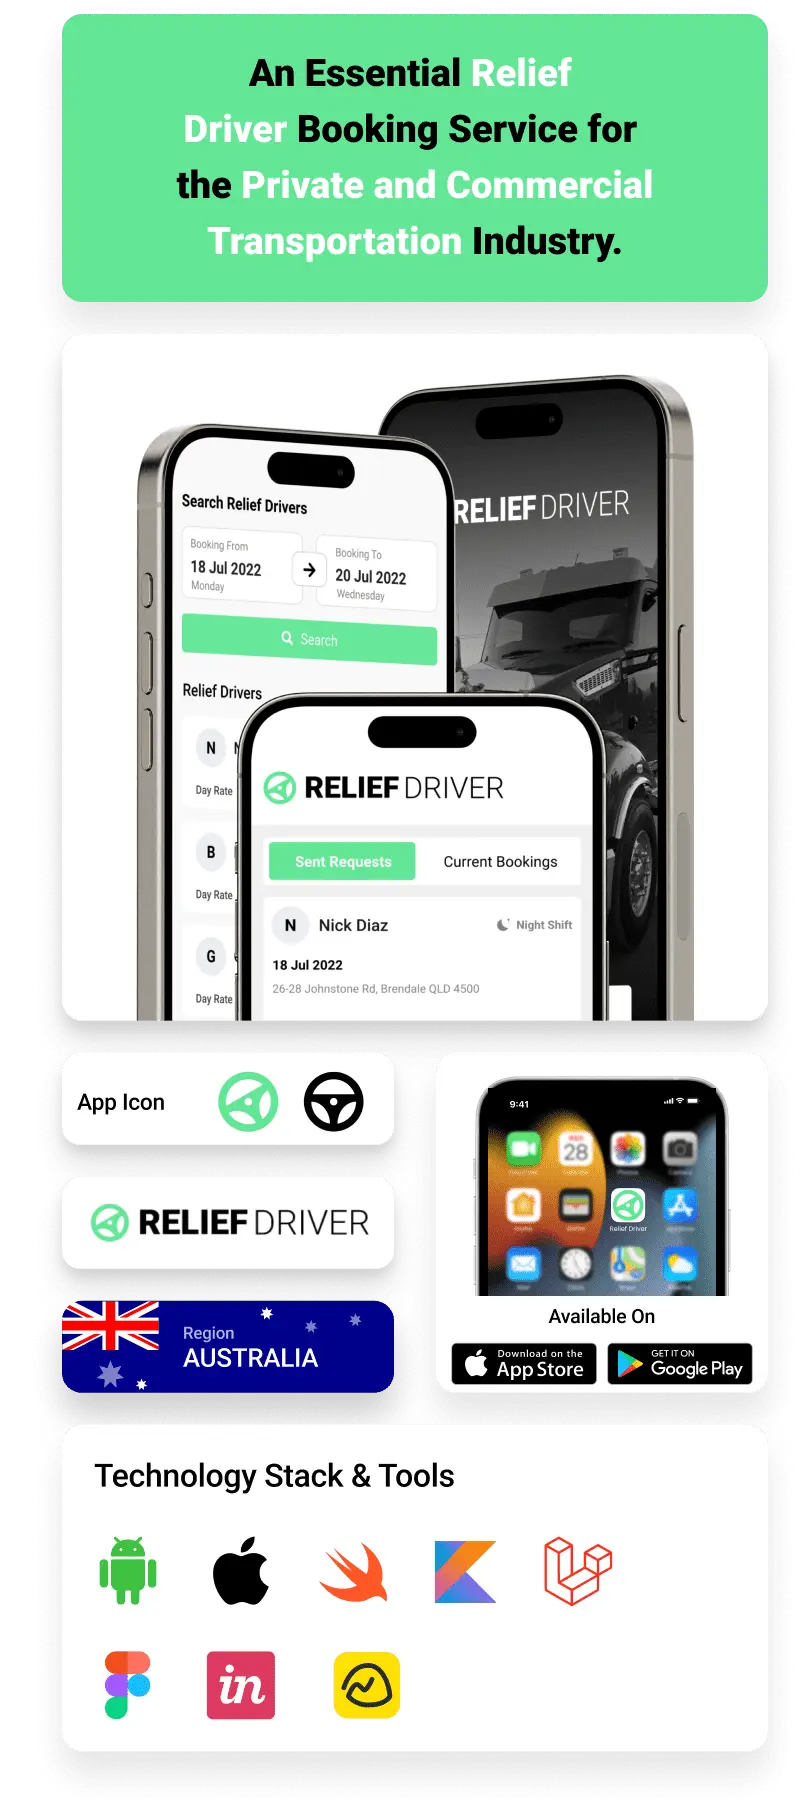 An Essential Relief
Driver Booking Service for
the Private and Commercial
Transportation Industry.
RELIEF DRIVER
Search Relief Drivers
Booking From
18 Jul 2022
Monday
Booking To
20 Jul 2022
Wednesday
Search
Relief Drivers
N
Day Rate
B
Day Rate
G
Day Rate
RELIEF DRIVER
Sent Requests
Current Bookings
N
Nick Diaz
Night Shift
18 Jul 2022
26-28 Johnstone Rd, Brendale QLD 4500
App Icon
RELIEF DRIVER
Region
AUSTRALIA
9:41
28
Relief Driver
Available On
Download on the
App Store
GET IT ON
Google Play
Technology Stack & Tools
in